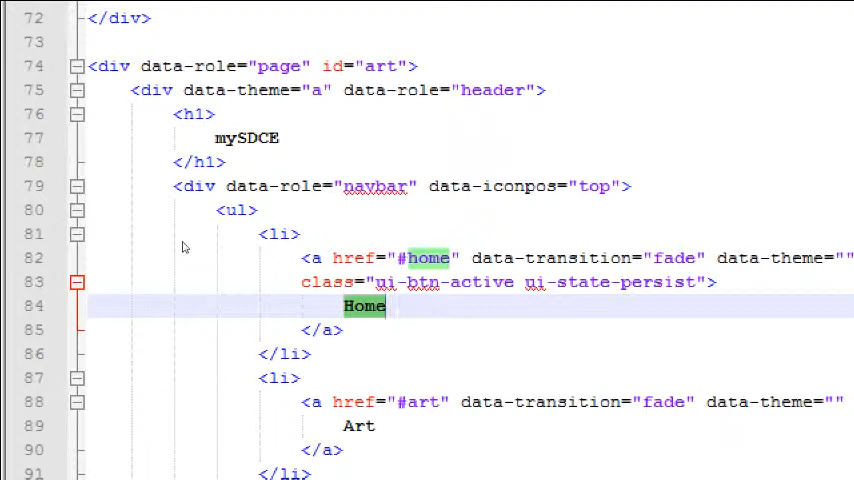 72 </div>
73
74 <div data-role="page" id="art">
75 <div data-theme="a" data-role="header">
76 <h1>
77 mySDCE
78 </h1>
79 <div data-role="navbar" data-iconpos="top">
80 <ul>
81 <li>
82 <a href="#home" data-transition="fade" data-theme=""
83 class="ui-btn-active ui-state-persist">
84 Home
85 </a>
86 </li>
87 <li>
88 <a href="#art" data-transition="fade" data-theme=""
89 Art
90 </a>
91 </li>